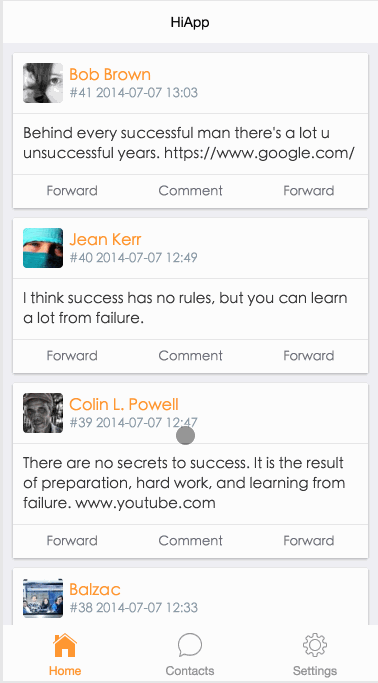 HiApp
Bob Brown
#41 2014-07-07 13:03
Behind every successful man there's a lot u
unsuccessful years. https://www.google.com/
Forward Comment Forward
Jean Kerr
#40 2014-07-07 12:49
I think success has no rules, but you can learn
a lot from failure.
Forward Comment Forward
Colin L. Powell
#39 2014-07-07 12:47
There are no secrets to success. It is the result
of preparation, hard work, and learning from
failure. www.youtube.com
Forward Comment Forward
Balzac
#38 2014-07-07 12:33
Home Contacts Settings